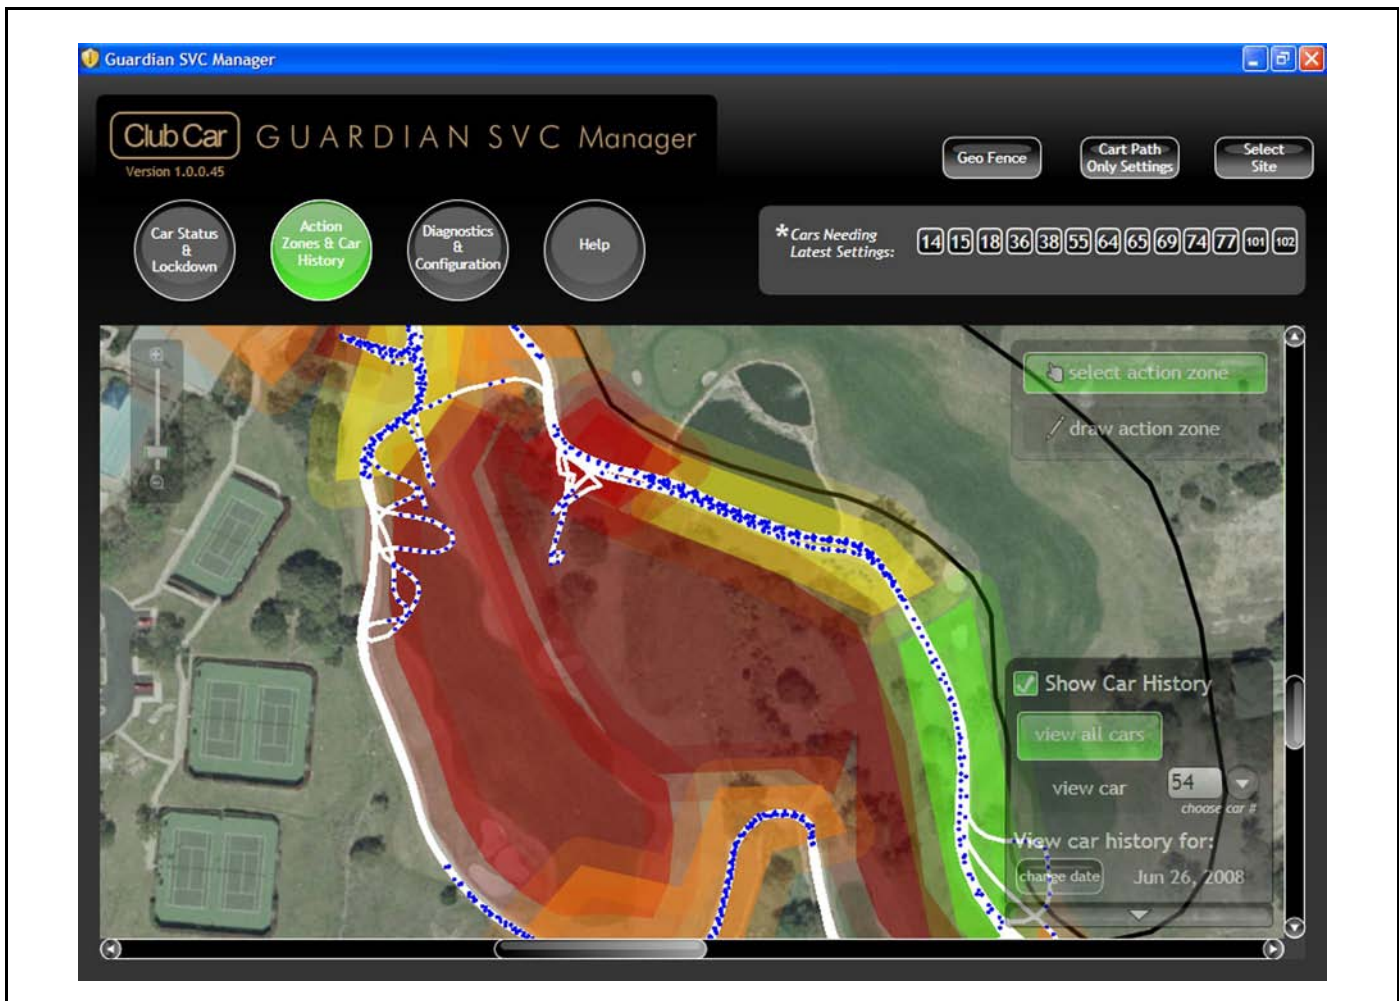 Guardian SVC Manager
Club Car GUARDIAN SVC Manager
Version 1.0.0.45
Geo Fence
Cart Path
Only Settings
Select
Site
Car Status
&
Lockdown
Action
Zones & Car
History
Diagnostics
&
Configuration
Help
*Cars Needing
Latest Settings:
14 15 18 36 38 55 64 65 69 74 77 101 102
select action zone
draw action zone
Show Car History
view all cars
view car 54
choose car #
View car history for:
change date Jun 26, 2008